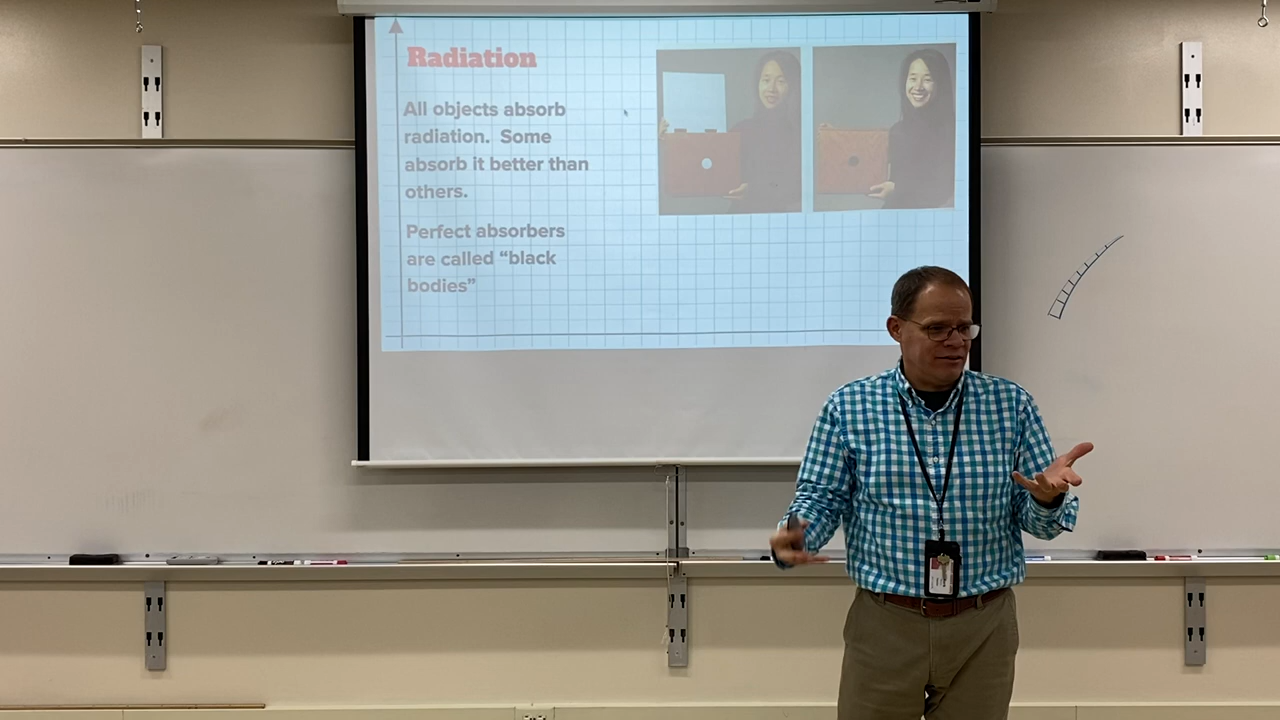 Radiation
All objects absorb
radiation. Some
absorb it better than
others.
Perfect absorbers
are called “black
bodies”